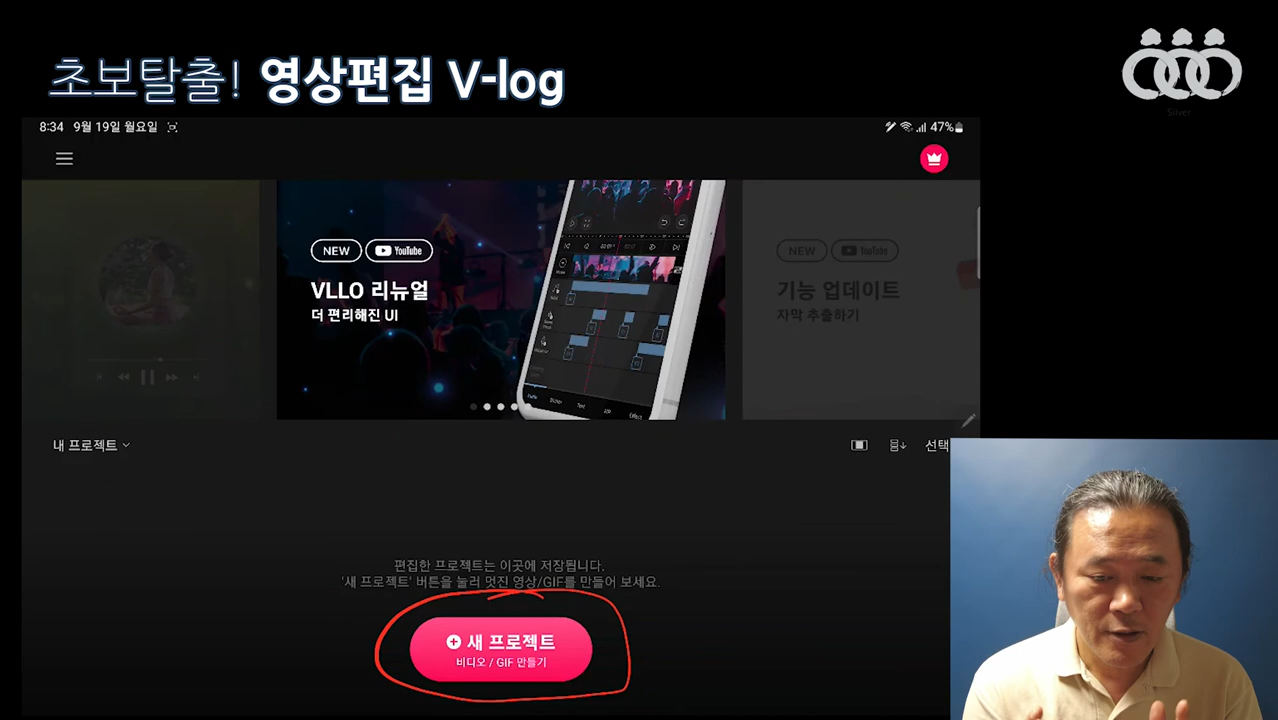 초보탈출! 영상편집 V-log
Silver
8:34 9월 19일 월요일
47%
NEW YouTube
VLLO 리뉴얼
더 편리해진 UI
NEW YouTube
기능 업데이트
자막 추출하기
내 프로젝트
선택
편집한 프로젝트는 이곳에 저장됩니다.
'새 프로젝트' 버튼을 눌러 멋진 영상/GIF를 만들어 보세요.
새 프로젝트
비디오 / GIF 만들기